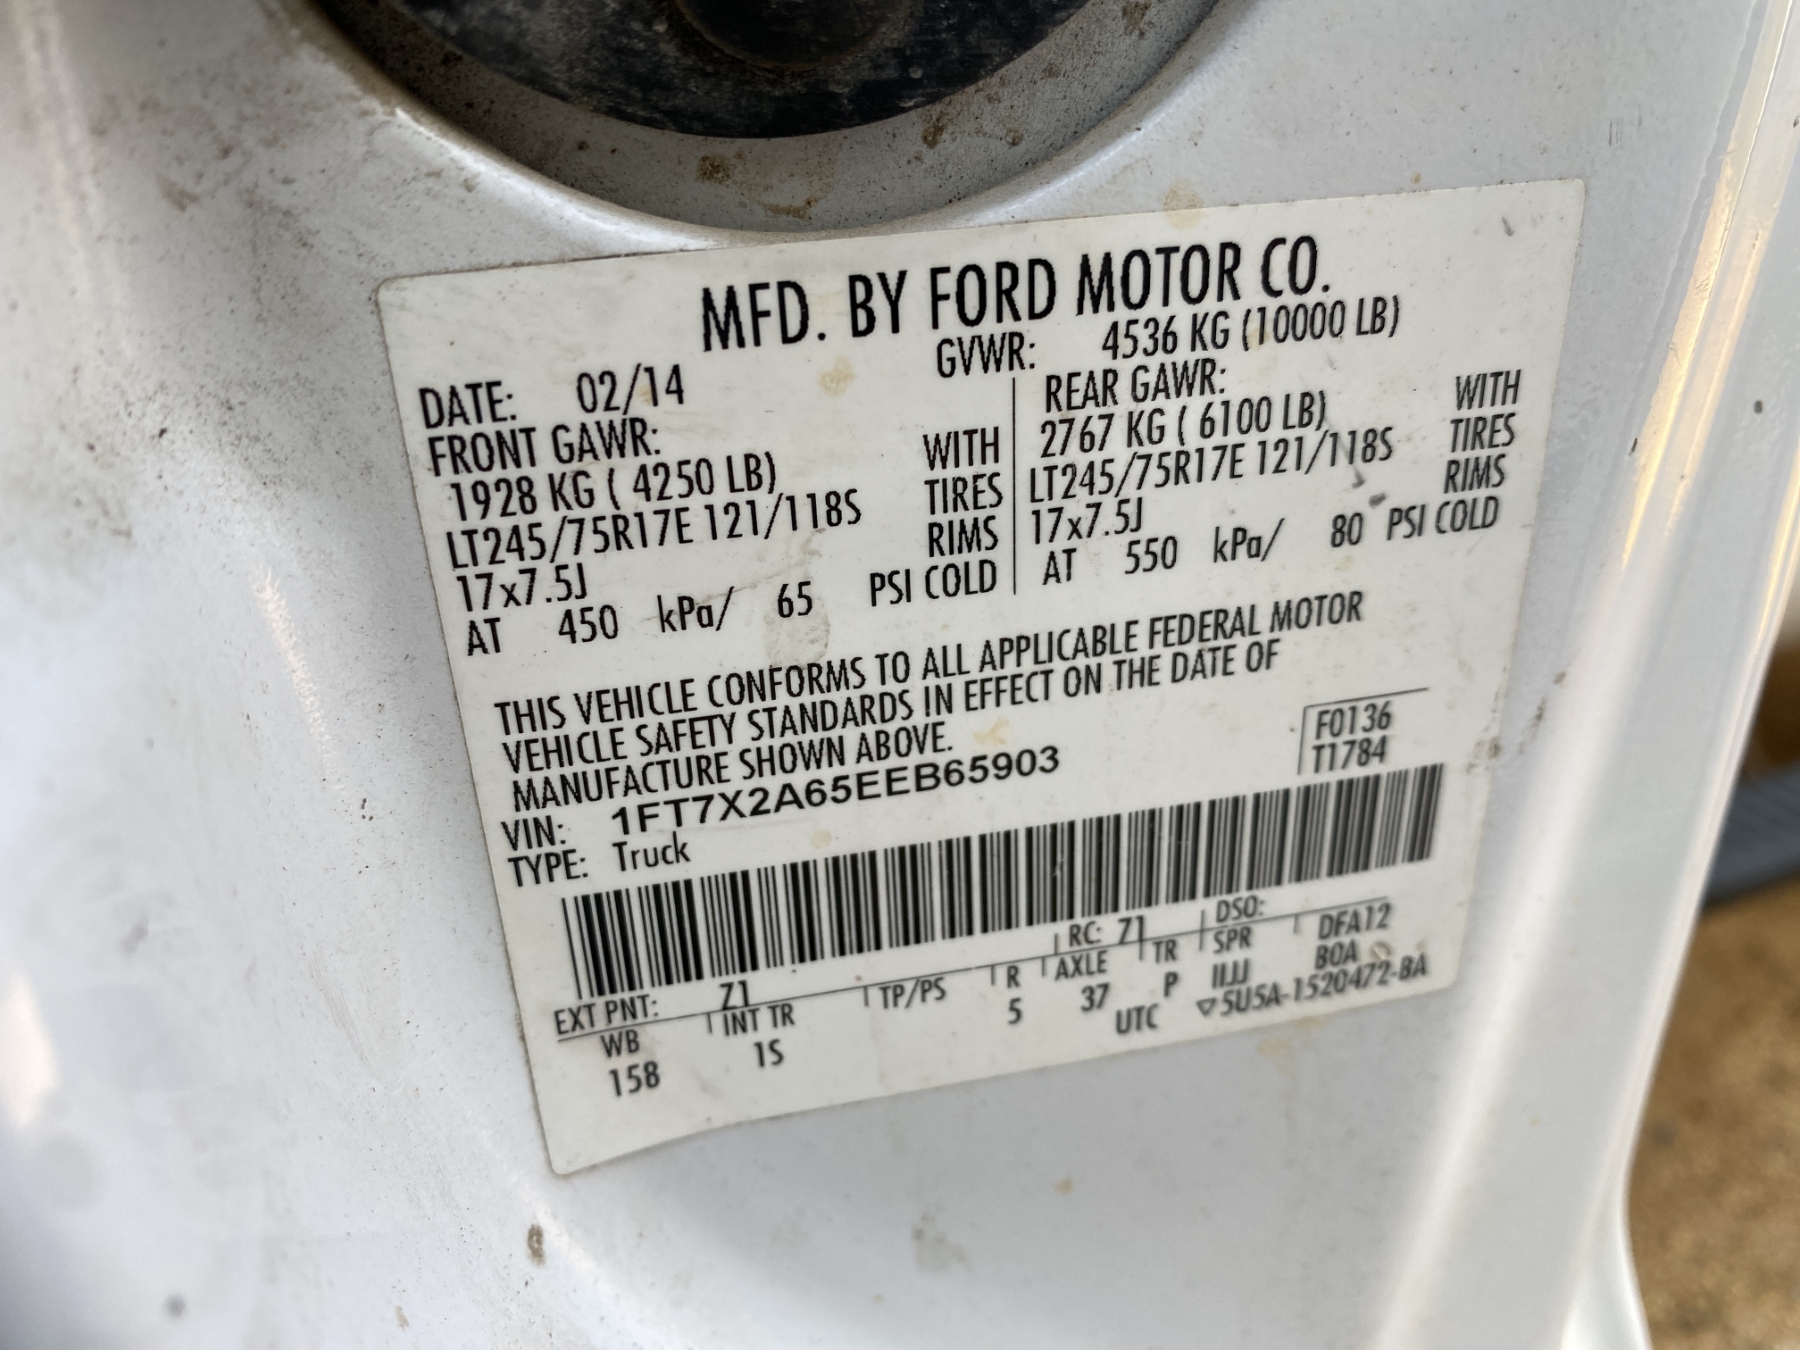 MFD. BY FORD MOTOR CO.
DATE: 02/14 GVWR: 4536 KG (10000 LB)
FRONT GAWR:
1928 KG ( 4250 LB) WITH
LT245/75R17E 121/118S TIRES
17x7.5J RIMS
AT 450 kPa/ 65 PSI COLD
REAR GAWR:
2767 KG ( 6100 LB) WITH
LT245/75R17E 121/118S TIRES
17x7.5J RIMS
AT 550 kPa/ 80 PSI COLD
THIS VEHICLE CONFORMS TO ALL APPLICABLE FEDERAL MOTOR
VEHICLE SAFETY STANDARDS IN EFFECT ON THE DATE OF
MANUFACTURE SHOWN ABOVE.
VIN: 1FT7X2A65EEB65903
TYPE: Truck
F0136
T1784
EXT PNT: Z1 RC: Z1 DSO:
WB INT TR TP/PS R AXLE TR SPR DFA12
158 1S 5 37 P IIJJ BOA
UTC ▽5U5A-1520472-BA